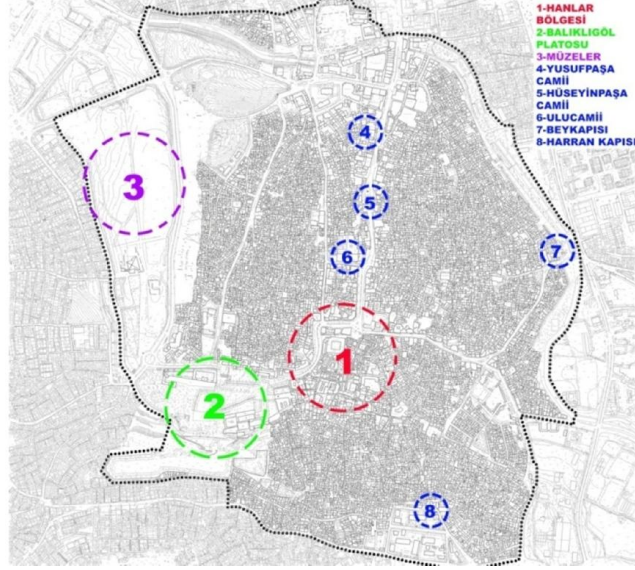 1-HANLAR
BÖLGESİ
2-BALIKLIGÖL
PLATOSU
3-MÜZELER
4-YUSUFPAŞA
CAMİİ
5-HÜSEYİNPAŞA
CAMİİ
6-ULUCAMİİ
7-BEYKAPISI
8-HARRAN KAPISI
4
3
5
6
7
1
2
8